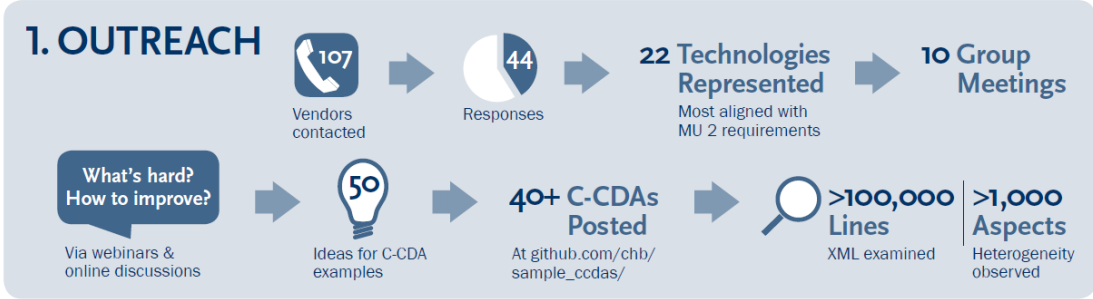 1. OUTREACH
107
Vendors
contacted
44
Responses
22 Technologies
Represented
Most aligned with
MU 2 requirements
10 Group
Meetings
What's hard?
How to improve?
Via webinars &
online discussions
50
Ideas for C-CDA
examples
40+ C-CDAs
Posted
At github.com/chb/
sample_ccdas/
>100,000
Lines
XML examined
>1,000
Aspects
Heterogeneity
observed